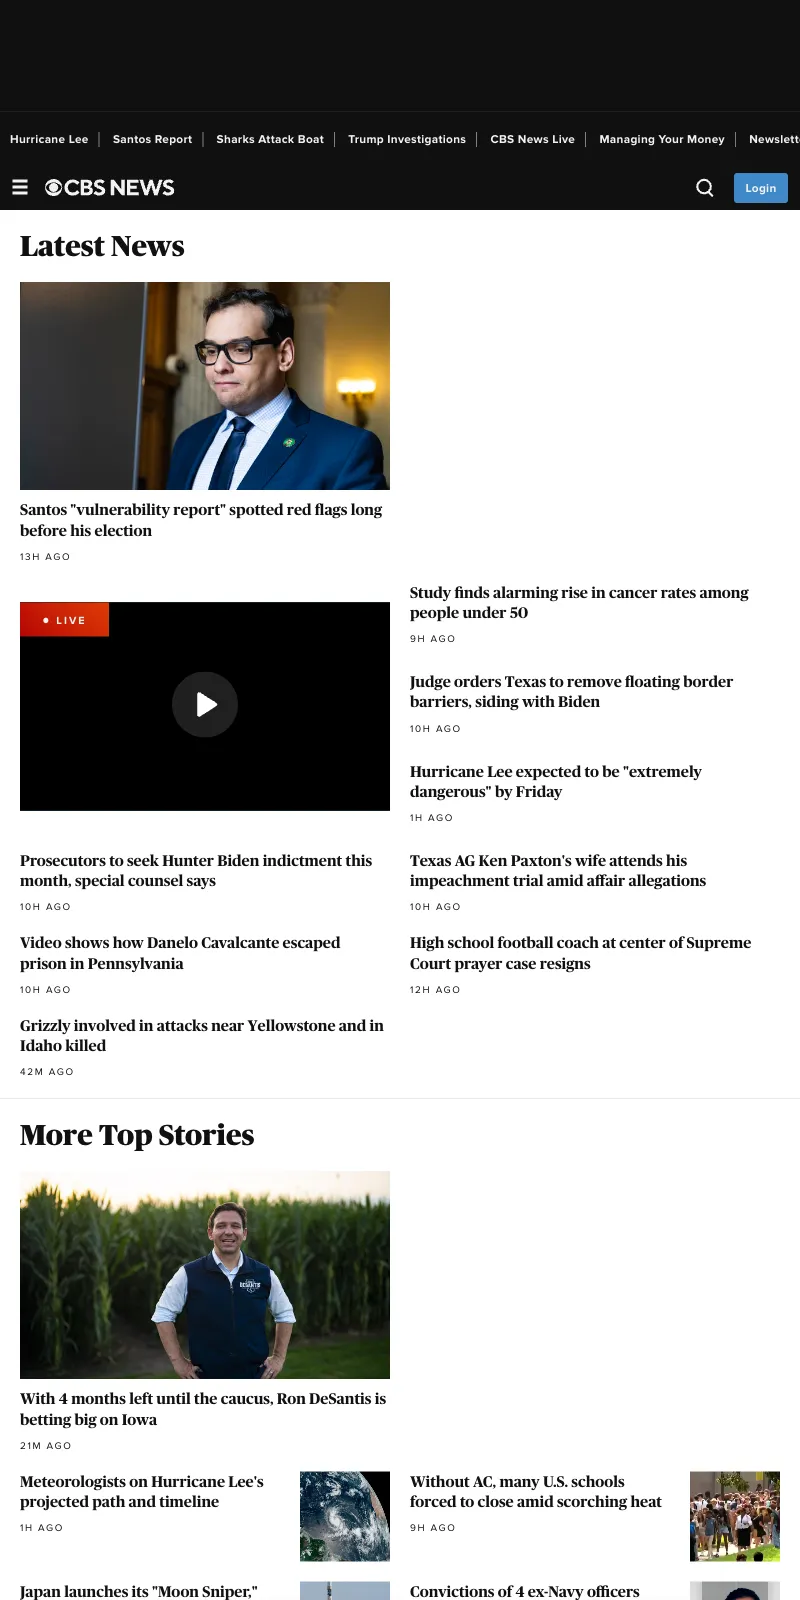 Hurricane Lee
Santos Report
Sharks Attack Boat
Trump Investigations
CBS News Live
Managing Your Money
CBS NEWS
Login
Latest News
Santos "vulnerability report" spotted red flags long
before his election
13H AGO
LIVE
Study finds alarming rise in cancer rates among
people under 50
9H AGO
Judge orders Texas to remove floating border
barriers, siding with Biden
10H AGO
Hurricane Lee expected to be "extremely
dangerous" by Friday
1H AGO
Prosecutors to seek Hunter Biden indictment this
month, special counsel says
10H AGO
Texas AG Ken Paxton's wife attends his
impeachment trial amid affair allegations
10H AGO
Video shows how Danelo Cavalcante escaped
prison in Pennsylvania
10H AGO
High school football coach at center of Supreme
Court prayer case resigns
12H AGO
Grizzly involved in attacks near Yellowstone and in
Idaho killed
42M AGO
More Top Stories
DESANTIS
With 4 months left until the caucus, Ron DeSantis is
betting big on Iowa
21M AGO
Meteorologists on Hurricane Lee's
projected path and timeline
1H AGO
Without AC, many U.S. schools
forced to close amid scorching heat
9H AGO
Japan launches its "Moon Sniper,"
Convictions of 4 ex-Navy officers